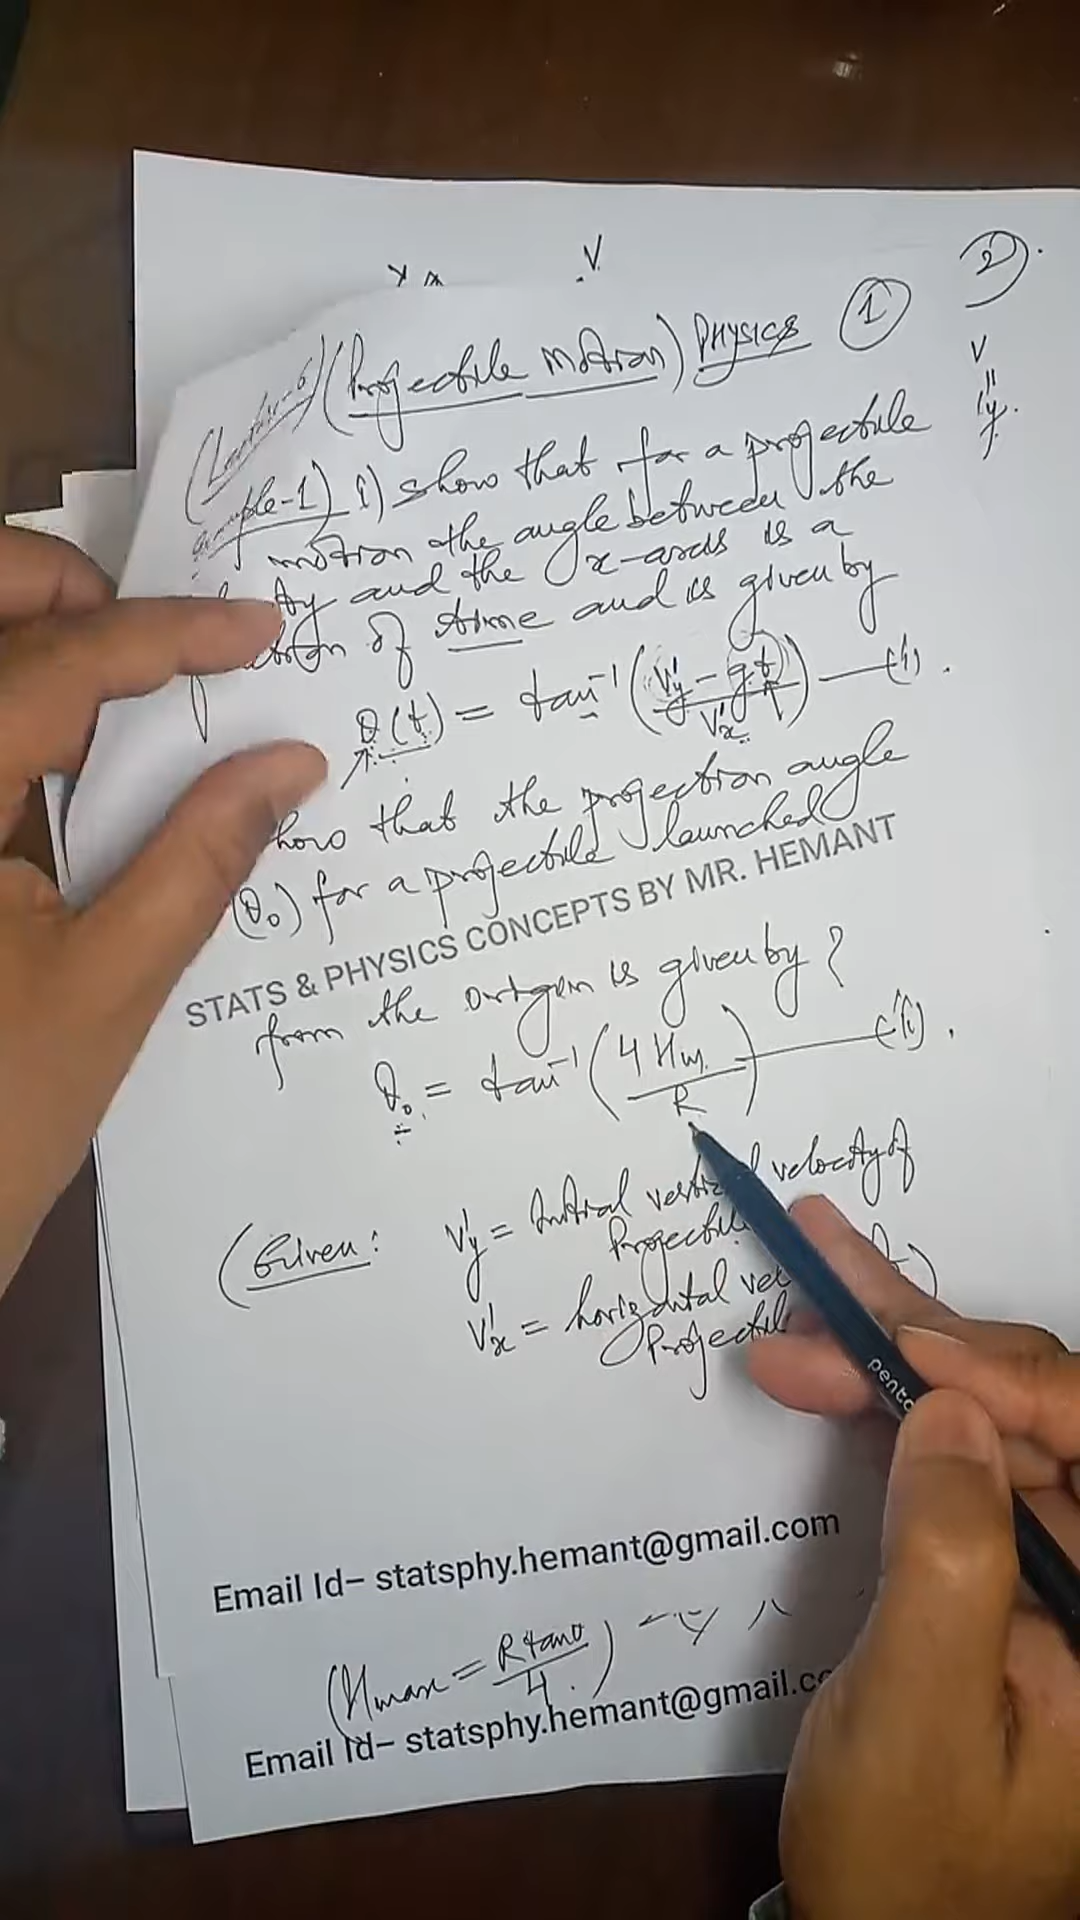 V
2
(Lecture-6) (Projectile motion) PHYSICS 1
V
(Example-1) i) show that for a projectile
motion the angle between the
and the x-axis is a
of time and is given by
θ(t) = tan⁻¹ (V'y - g.t / V'x) —(i).
that the projection angle
(θ₀) for a projectile launched
STATS & PHYSICS CONCEPTS BY MR. HEMANT
from the origin is given by?
θ₀ = tan⁻¹ (4Hm / R) —(ii).
(Given: V'y = Initial vertical velocity of
Projectile
V'x = horizontal
Email Id- statsphy.hemant@gmail.com
(Hmax = R tanθ / 4.)
Email Id- statsphy.hemant@gmail.co